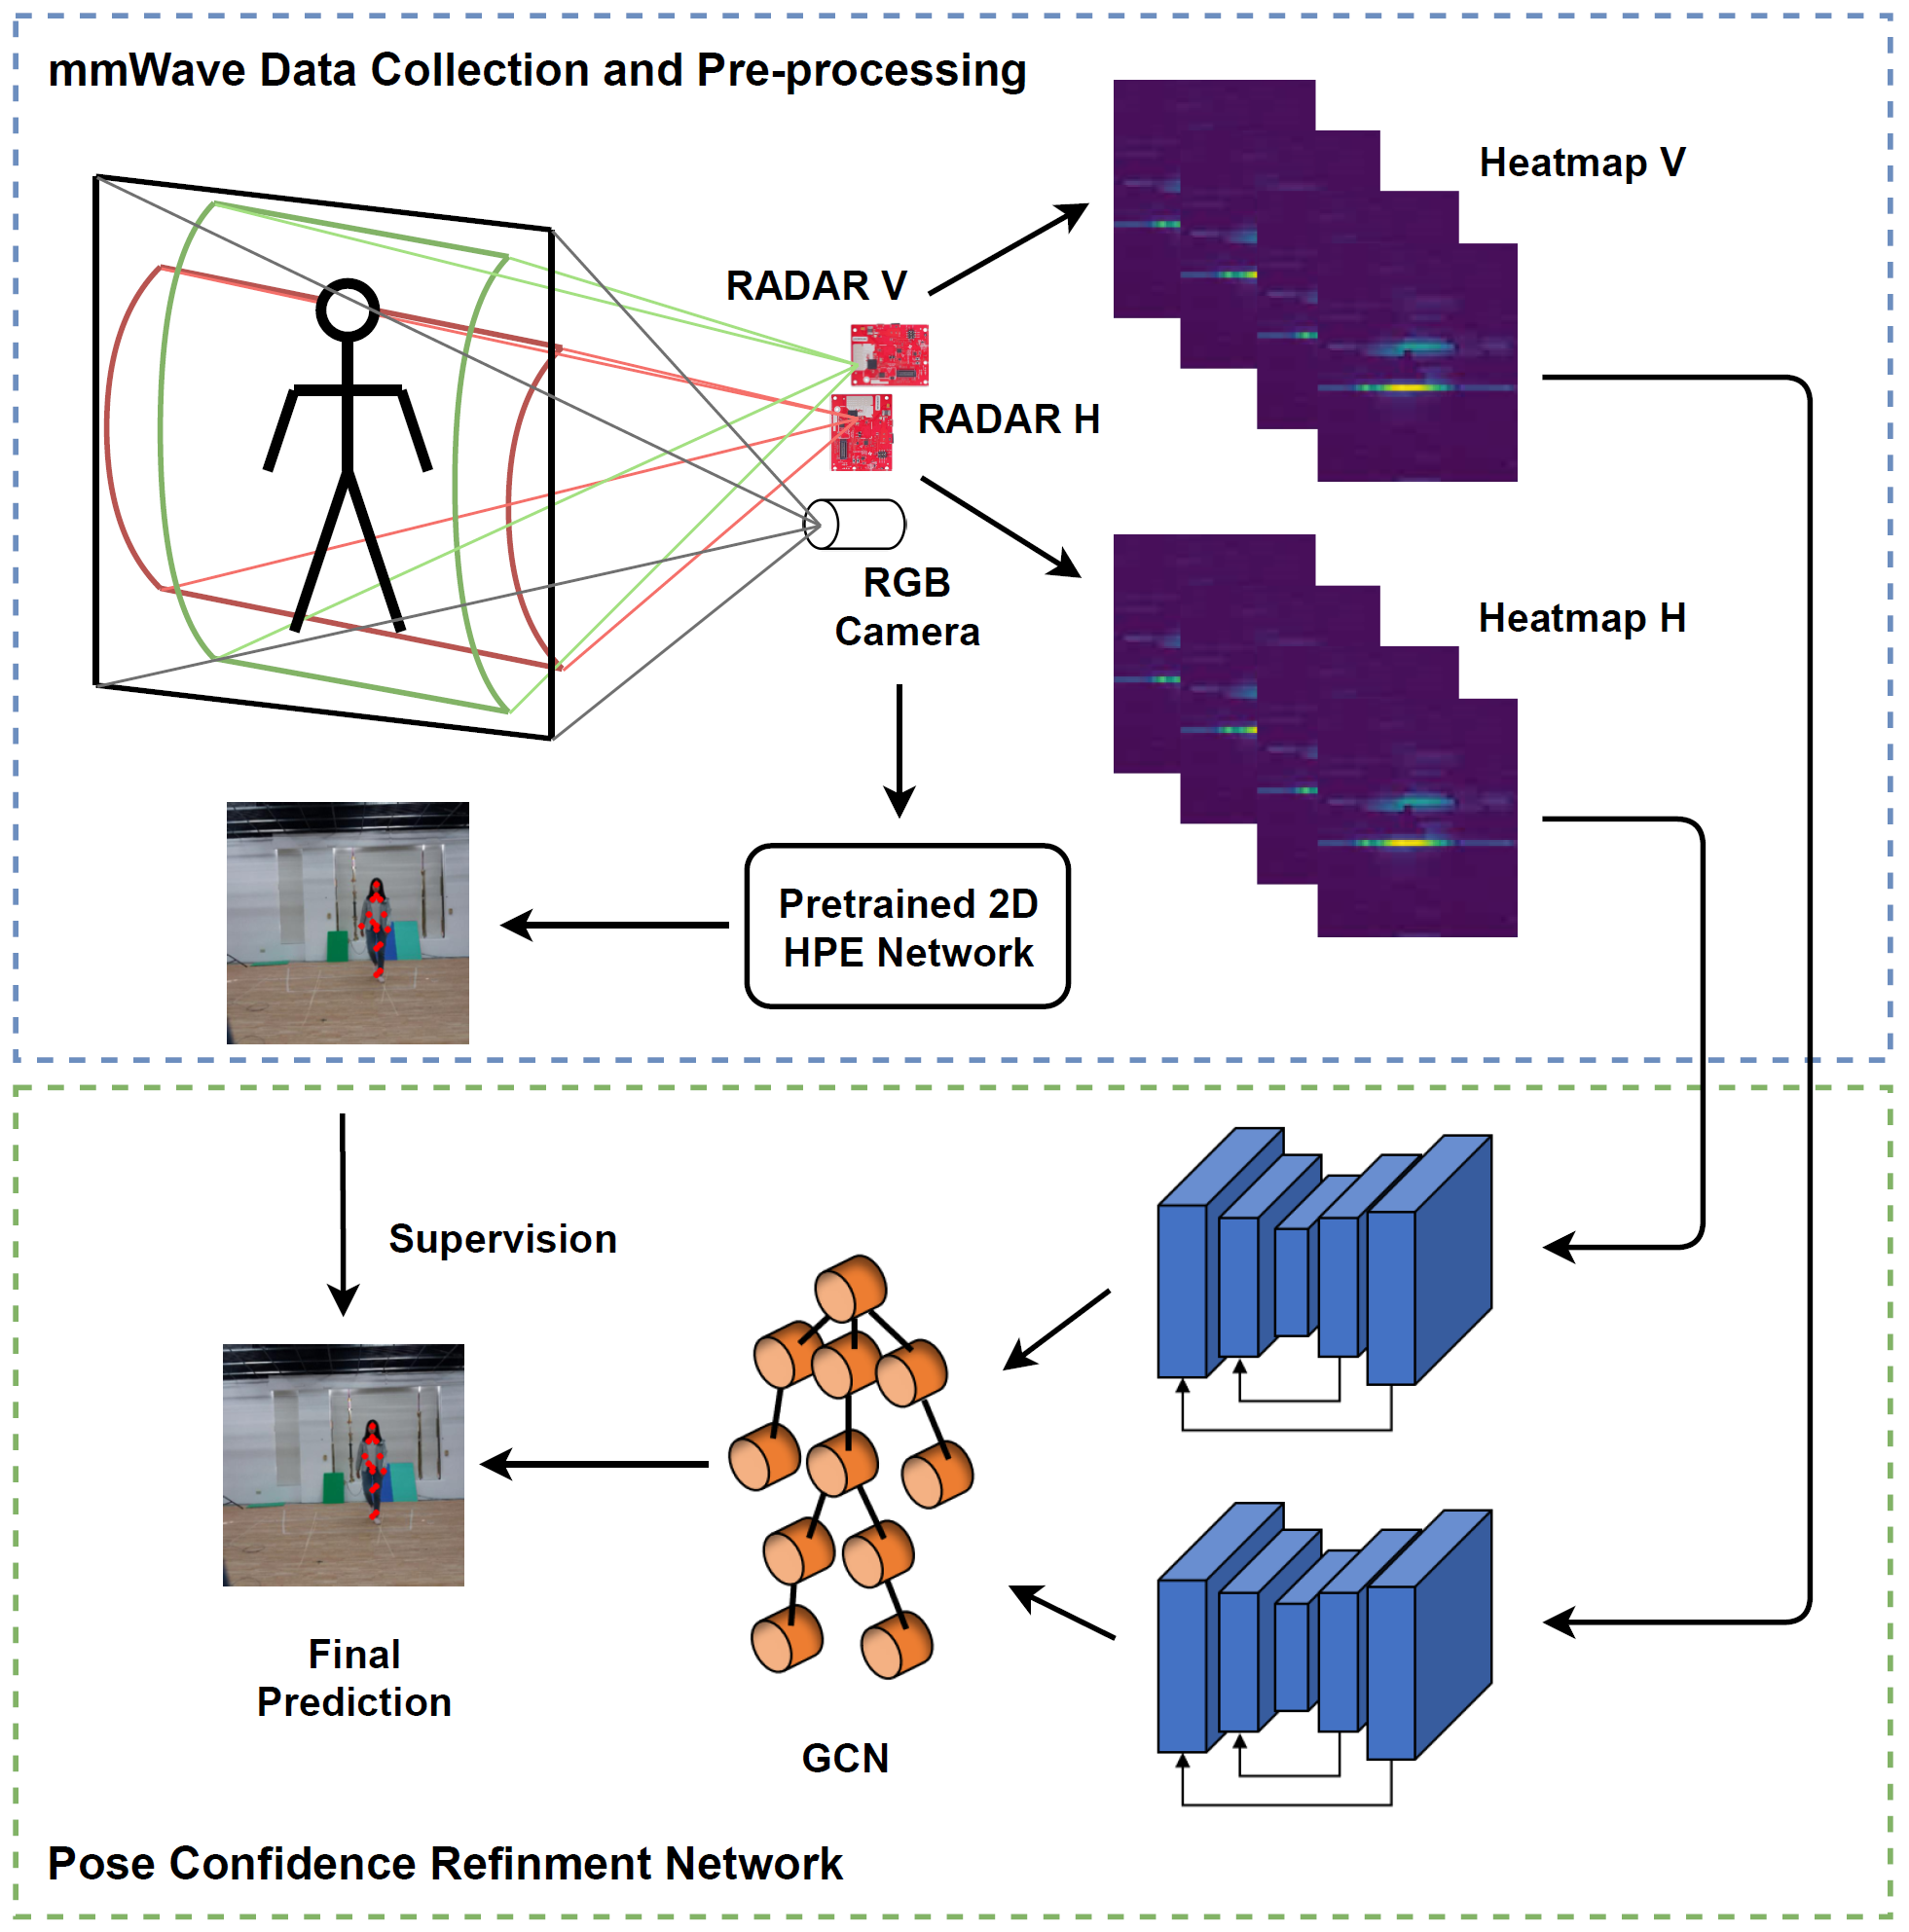 mmWave Data Collection and Pre-processing
Heatmap V
RADAR V
RADAR H
RGB
Camera
Heatmap H
Pretrained 2D
HPE Network
Supervision
Final
Prediction
GCN
Pose Confidence Refinment Network